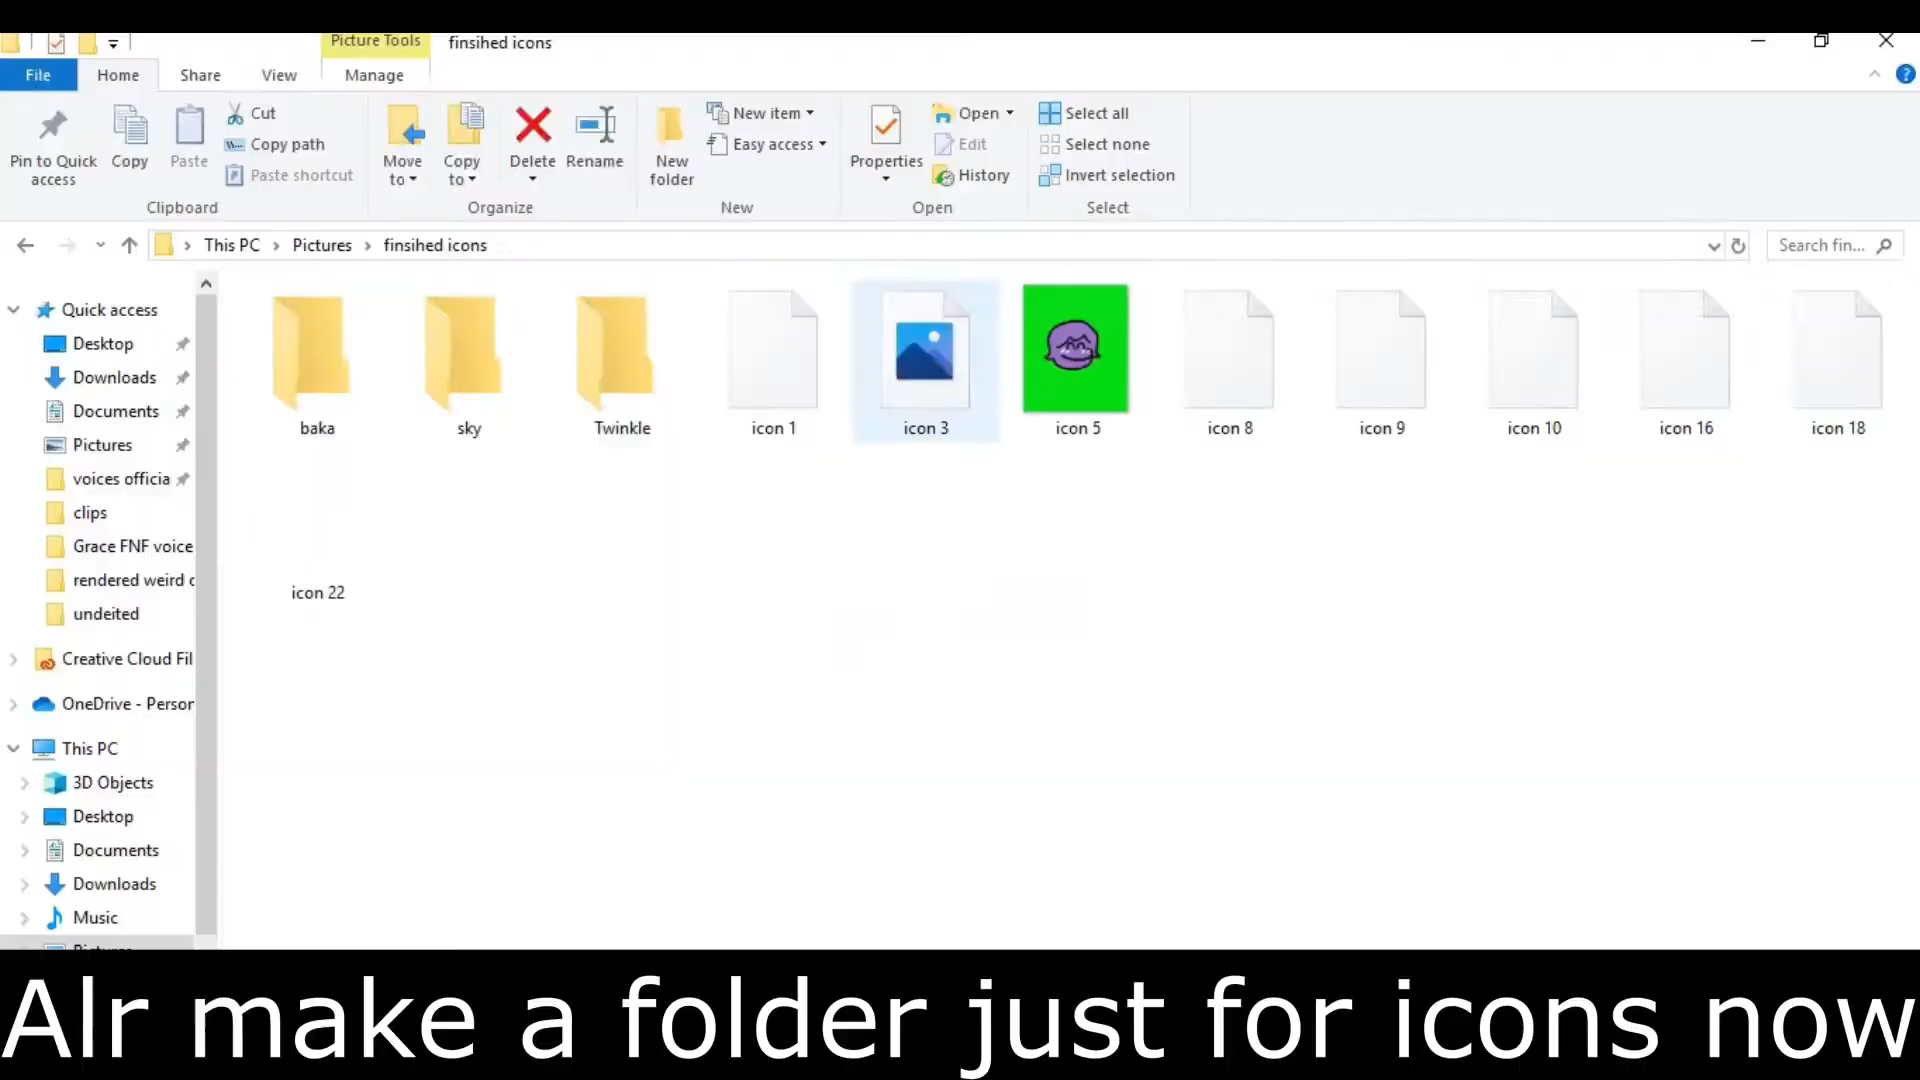 Picture Tools
finsihed icons
File
Home
Share
View
Manage
Pin to Quick access
Copy
Paste
Cut
Copy path
Paste shortcut
Clipboard
Move to
Copy to
Delete
Rename
Organize
New folder
New item
Easy access
New
Properties
Open
Edit
History
Open
Select all
Select none
Invert selection
Select
This PC > Pictures > finsihed icons
Search fin...
Quick access
Desktop
Downloads
Documents
Pictures
voices officia
clips
Grace FNF voice
rendered weird c
undeited
Creative Cloud Fil
OneDrive - Person
This PC
3D Objects
Desktop
Documents
Downloads
Music
Pictures
baka
sky
Twinkle
icon 1
icon 3
icon 5
icon 8
icon 9
icon 10
icon 16
icon 18
icon 22
Alr make a folder just for icons now